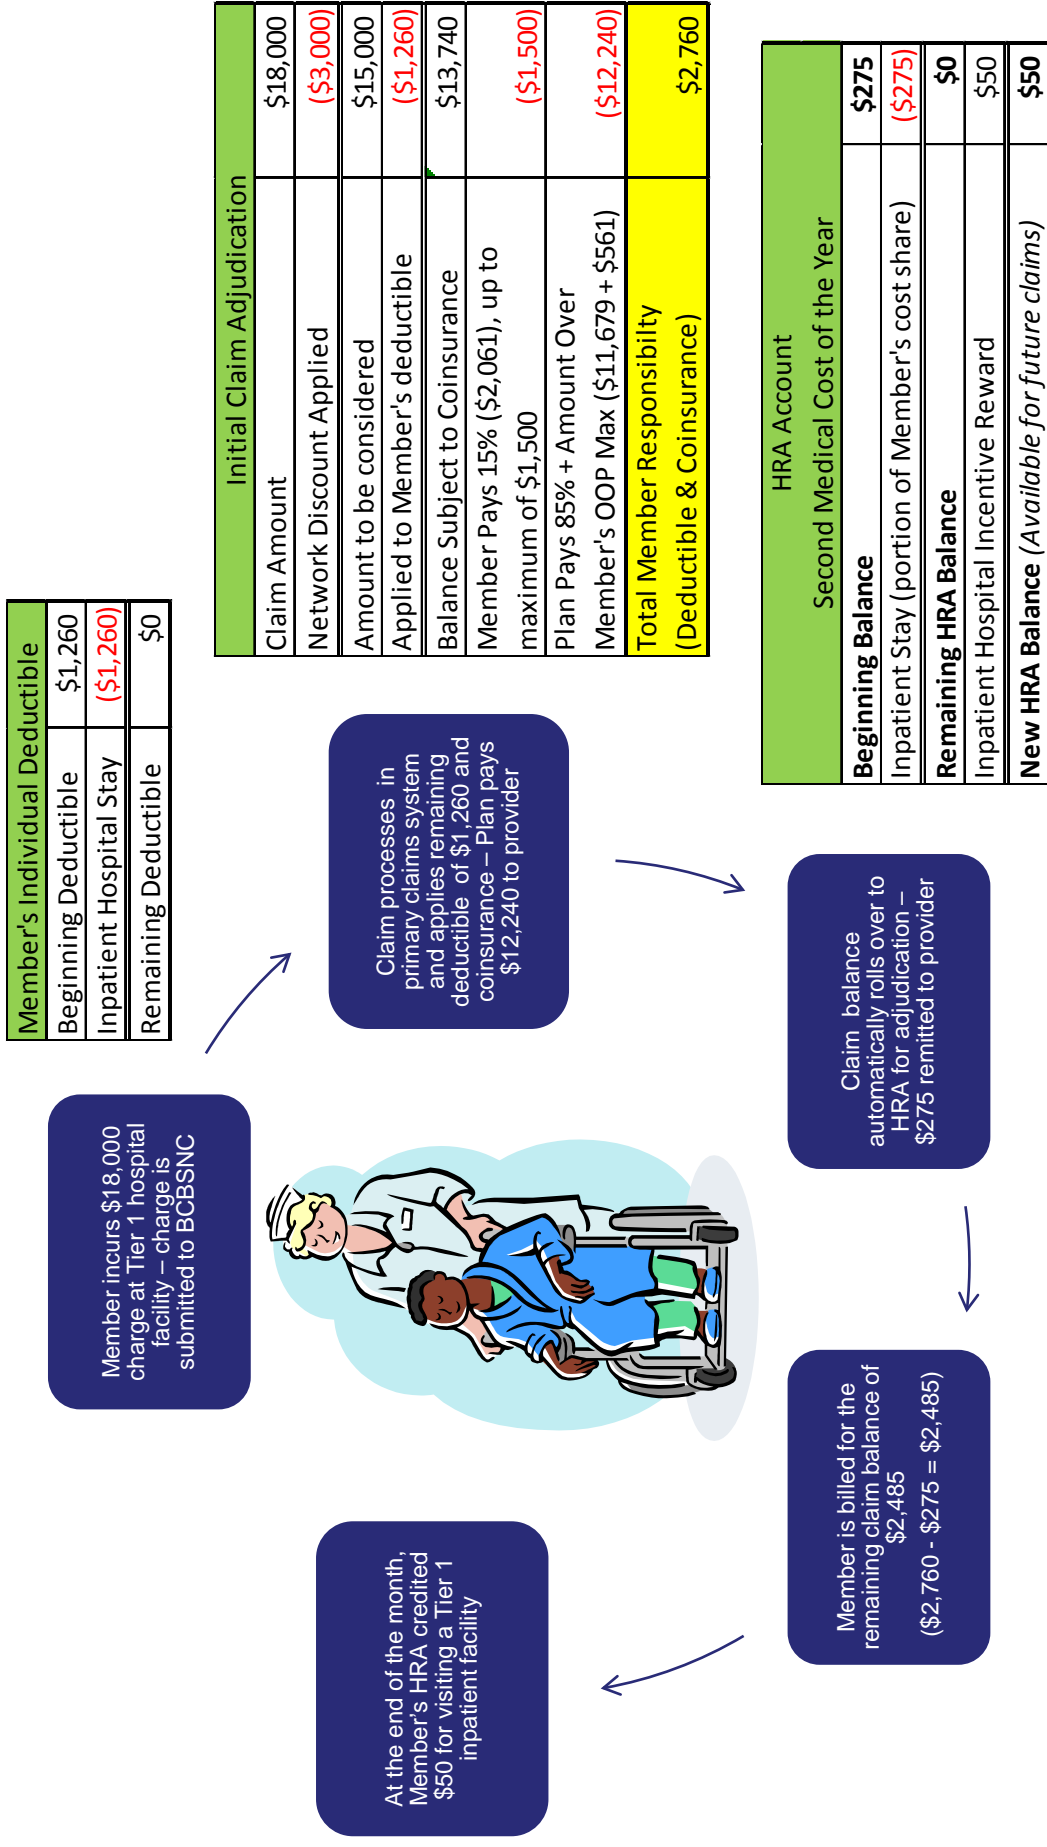 Member incurs $18,000
charge at Tier 1 hospital
facility – charge is
submitted to BCBSNC
Member's Individual Deductible
Beginning Deductible $1,260
Inpatient Hospital Stay ($1,260)
Remaining Deductible $0
Claim processes in
primary claims system
and applies remaining
deductible of $1,260 and
coinsurance – Plan pays
$12,240 to provider
Initial Claim Adjudication
Claim Amount $18,000
Network Discount Applied ($3,000)
Amount to be considered $15,000
Applied to Member's deductible ($1,260)
Balance Subject to Coinsurance $13,740
Member Pays 15% ($2,061), up to
maximum of $1,500 ($1,500)
Plan Pays 85% + Amount Over
Member's OOP Max ($11,679 + $561) ($12,240)
Total Member Responsibilty
(Deductible & Coinsurance) $2,760
Claim balance
automatically rolls over to
HRA for adjudication –
$275 remitted to provider
HRA Account
Second Medical Cost of the Year
Beginning Balance $275
Inpatient Stay (portion of Member's cost share) ($275)
Remaining HRA Balance $0
Inpatient Hospital Incentive Reward $50
New HRA Balance (Available for future claims) $50
Member is billed for the
remaining claim balance of
$2,485
($2,760 - $275 = $2,485)
At the end of the month,
Member's HRA credited
$50 for visiting a Tier 1
inpatient facility